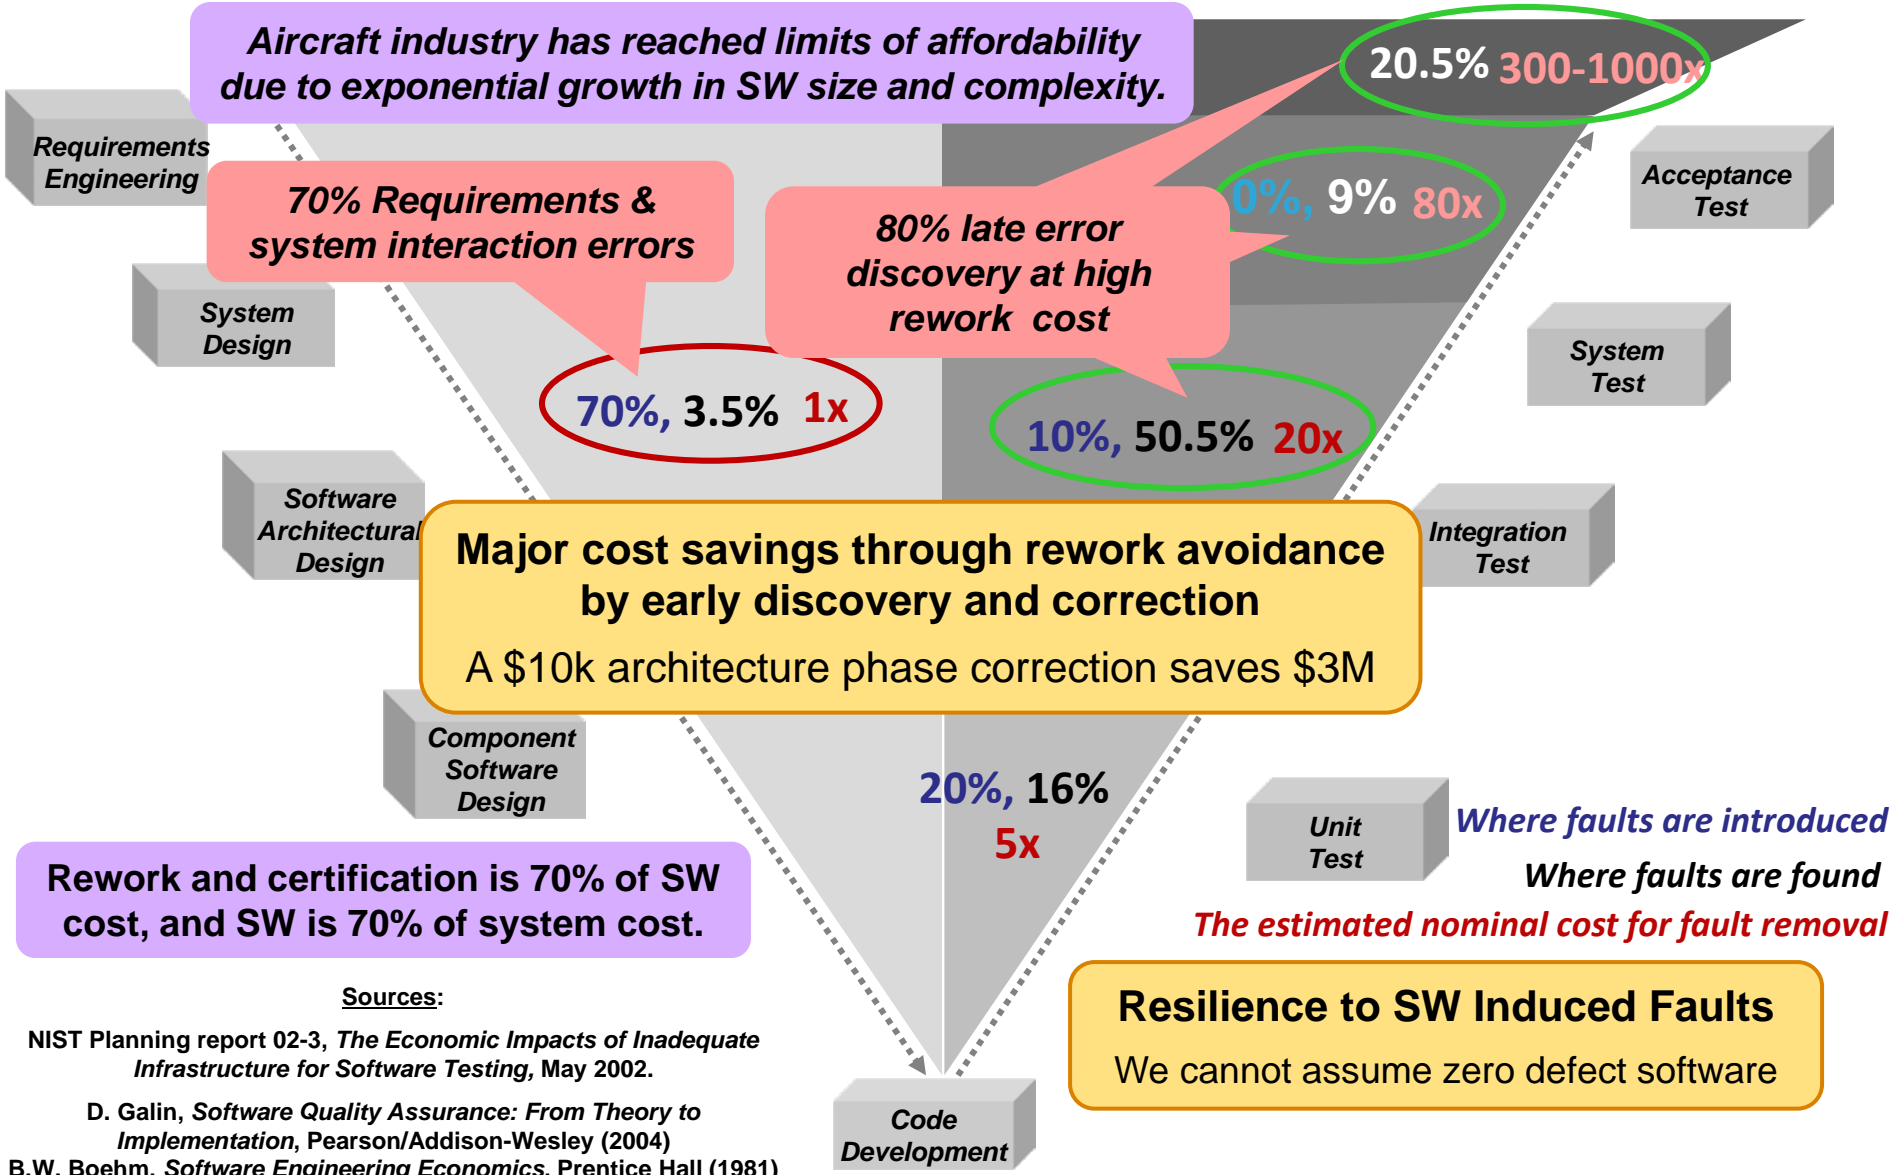 Aircraft industry has reached limits of affordability
due to exponential growth in SW size and complexity.
20.5% 300-1000x
Requirements
Engineering
70% Requirements &
system interaction errors
80% late error
discovery at high
rework cost
0%, 9% 80x
Acceptance
Test
System
Design
System
Test
70%, 3.5% 1x
10%, 50.5% 20x
Software
Architectural
Design
Major cost savings through rework avoidance
by early discovery and correction
A $10k architecture phase correction saves $3M
Integration
Test
Component
Software
Design
20%, 16%
5x
Unit
Test
Where faults are introduced
Where faults are found
The estimated nominal cost for fault removal
Rework and certification is 70% of SW
cost, and SW is 70% of system cost.
Resilience to SW Induced Faults
We cannot assume zero defect software
Sources:
NIST Planning report 02-3, The Economic Impacts of Inadequate
Infrastructure for Software Testing, May 2002.
D. Galin, Software Quality Assurance: From Theory to
Implementation, Pearson/Addison-Wesley (2004)
B.W. Boehm, Software Engineering Economics, Prentice Hall (1981)
Code
Development